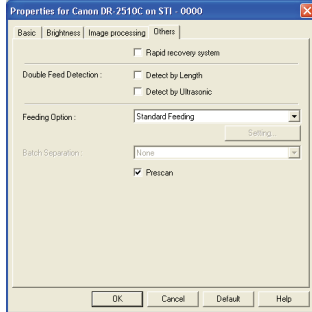 Properties for Canon DR-2510C on STI - 0000
Basic Brightness Image processing Others
Rapid recovery system
Double Feed Detection : Detect by Length
Detect by Ultrasonic
Feeding Option : Standard Feeding
Setting...
Batch Separation : None
Prescan
OK Cancel Default Help